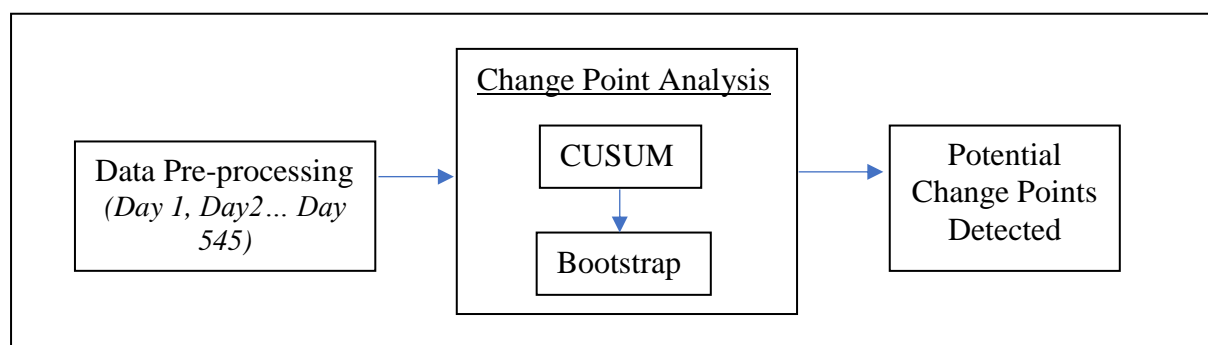 Data Pre-processing
(Day 1, Day2… Day
545)
Change Point Analysis
CUSUM
Bootstrap
Potential
Change Points
Detected